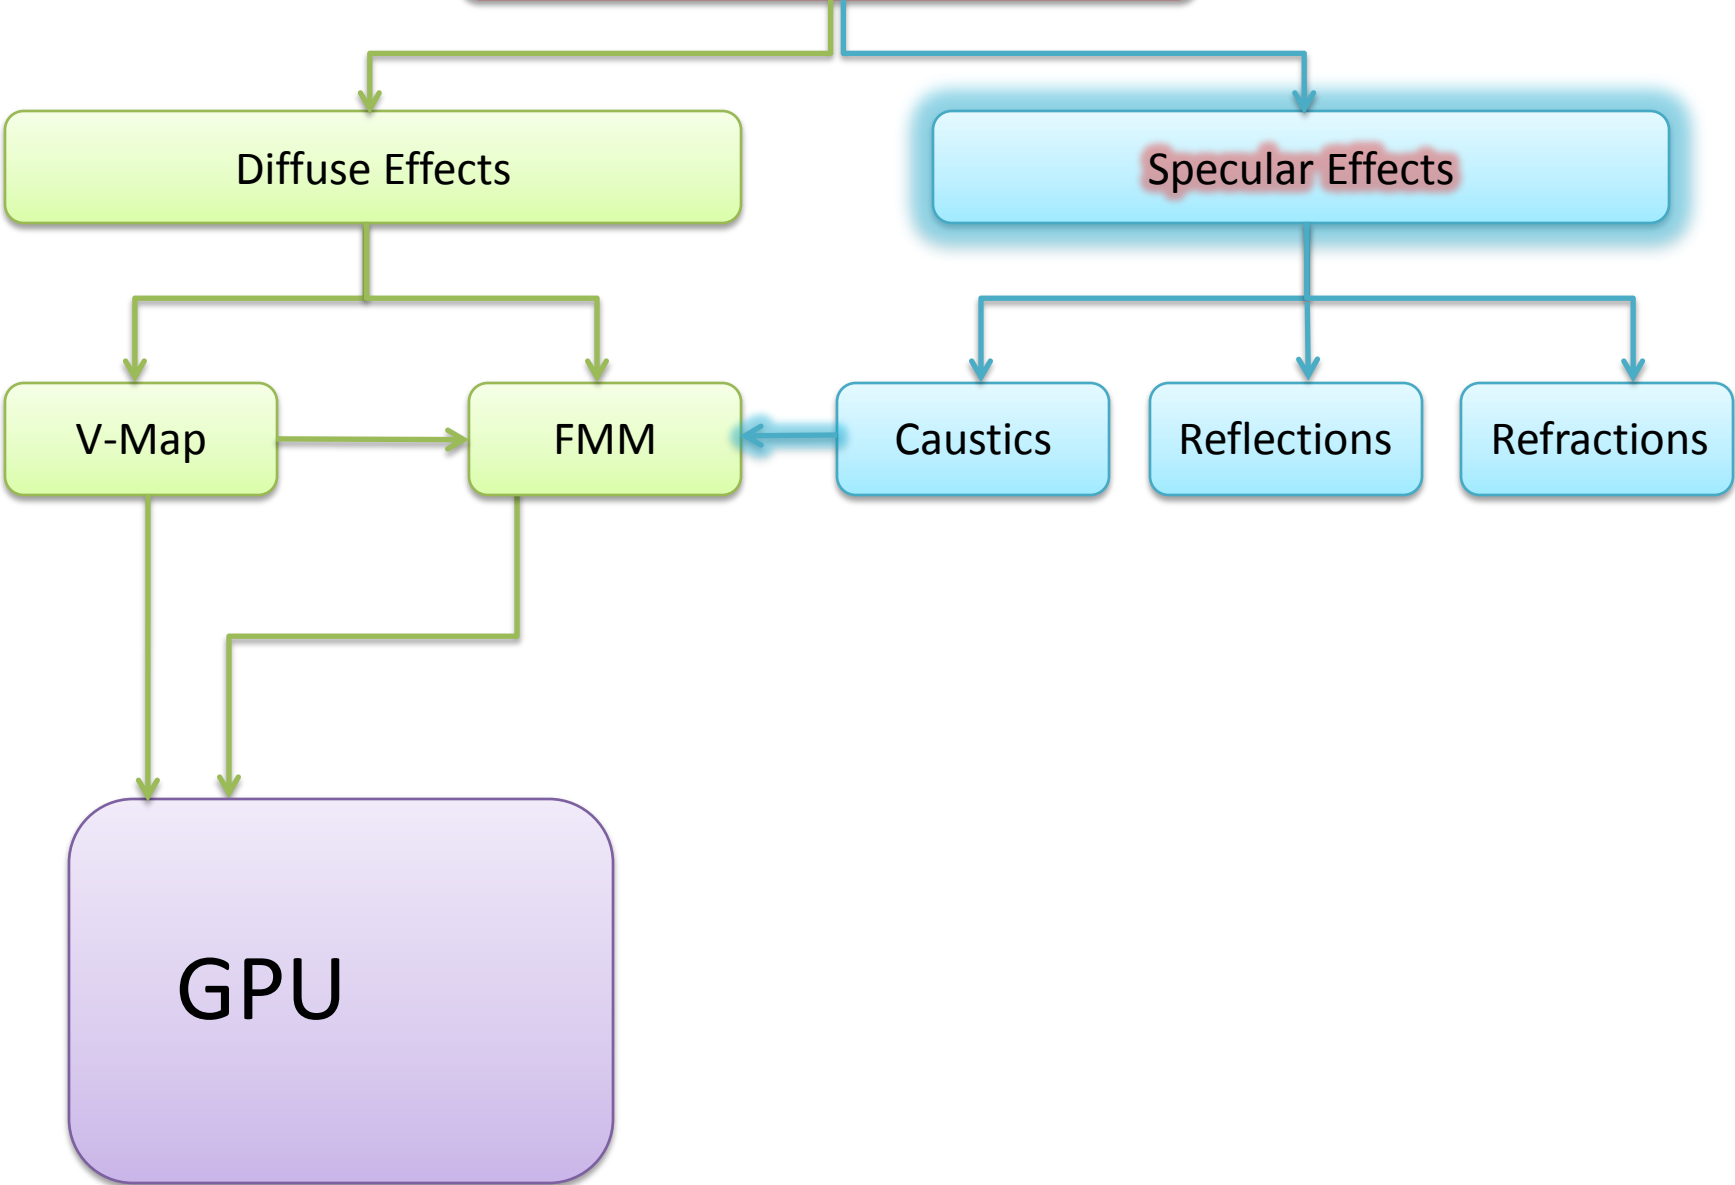 Diffuse Effects
Specular Effects
V-Map
FMM
Caustics
Reflections
Refractions
GPU